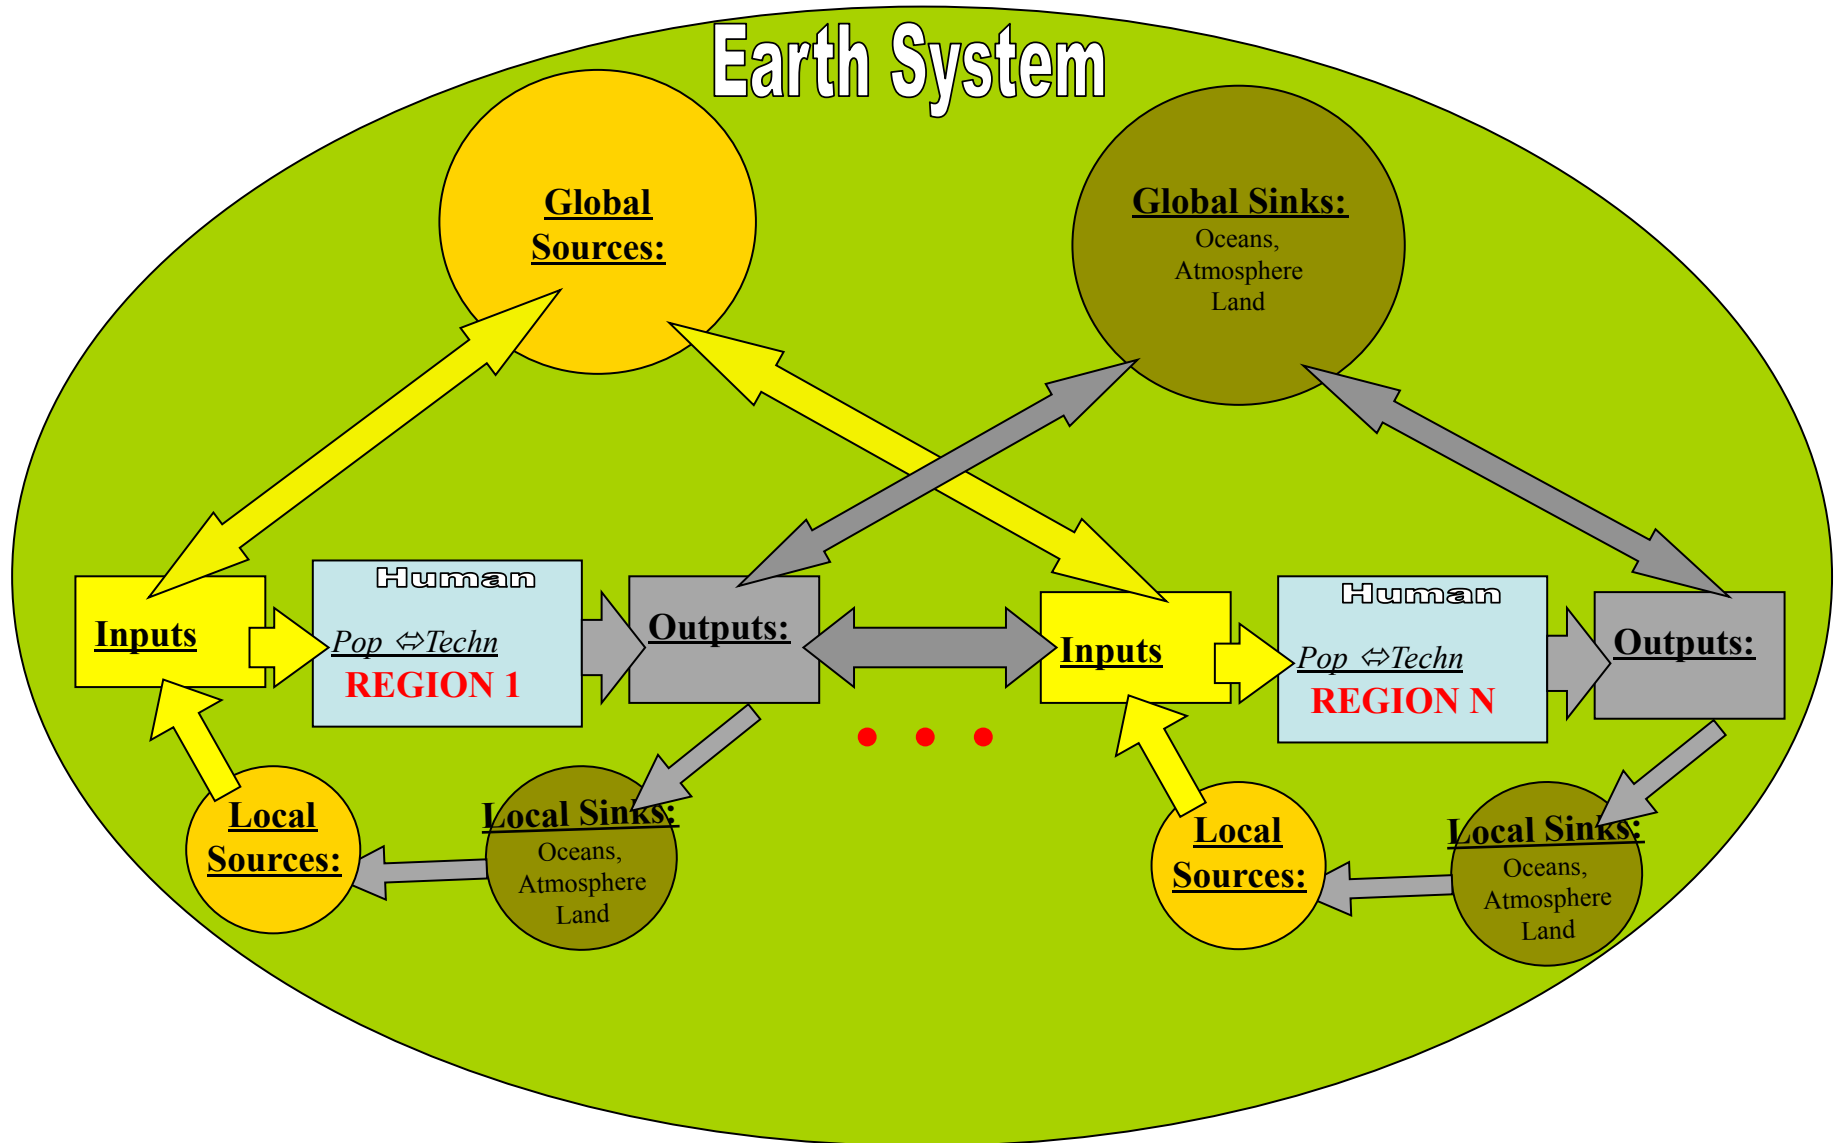 Earth System
Global
Sources:
Global Sinks:
Oceans,
Atmosphere
Land
Inputs
Human
Pop ⇔Techn
REGION 1
Outputs:
Inputs
Human
Pop ⇔Techn
REGION N
Outputs:
Local
Sources:
Local Sinks:
Oceans,
Atmosphere
Land
Local
Sources:
Local Sinks:
Oceans,
Atmosphere
Land